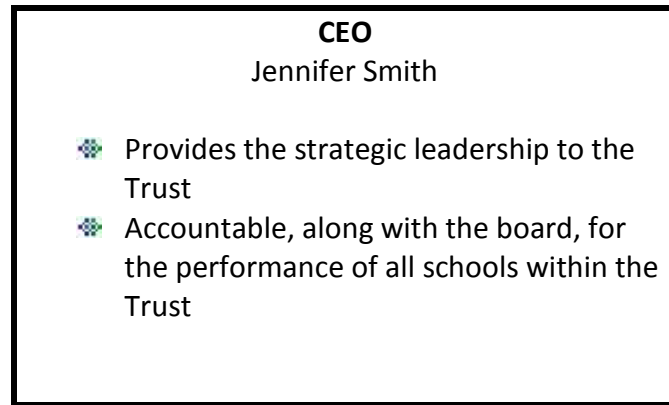 CEO
Jennifer Smith
Provides the strategic leadership to the
Trust
Accountable, along with the board, for
the performance of all schools within the
Trust